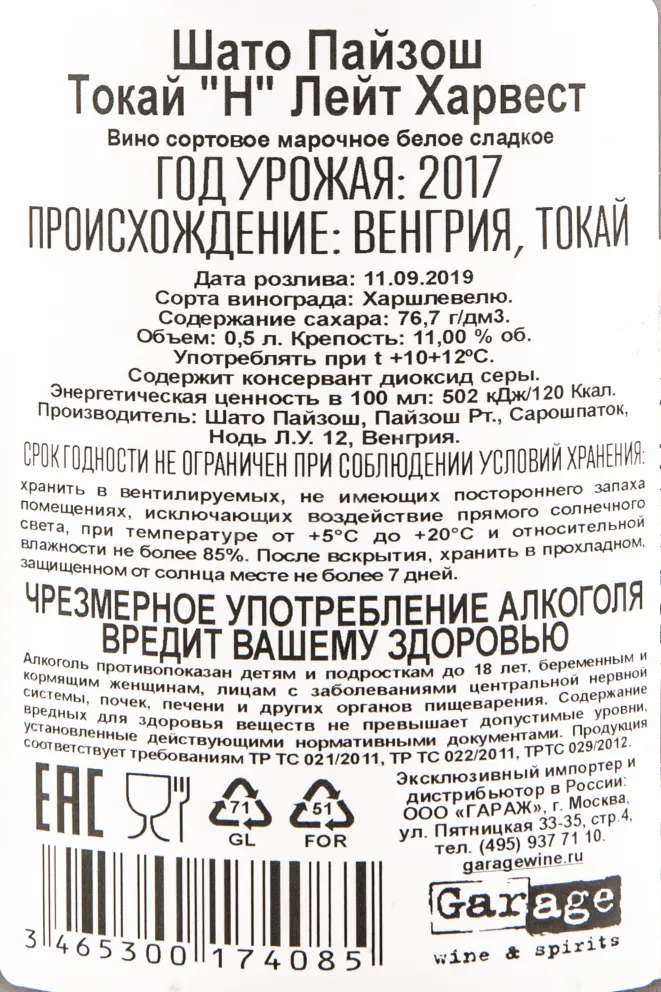 Шато Пайзош
Токай "Н" Лейт Харвест
Вино сортовое марочное белое сладкое
ГОД УРОЖАЯ: 2017
ПРОИСХОЖДЕНИЕ: ВЕНГРИЯ, ТОКАЙ
Дата розлива: 11.09.2019
Сорта винограда: Харшлевелю.
Содержание сахара: 76,7 г/дм3.
Объем: 0,5 л. Крепость: 11,00 % об.
Употреблять при t +10+12ºC.
Содержит консервант диоксид серы.
Энергетическая ценность в 100 мл: 502 кДж/120 Ккал.
Производитель: Шато Пайзош, Пайзош Рт., Сарошпаток,
Нодь Л.У. 12, Венгрия.
СРОК ГОДНОСТИ НЕ ОГРАНИЧЕН ПРИ СОБЛЮДЕНИИ УСЛОВИЙ ХРАНЕНИЯ:
хранить в вентилируемых, не имеющих постороннего запаха
помещениях, исключающих воздействие прямого солнечного
света, при температуре от +5°C до +20°C и относительной
влажности не более 85%. После вскрытия, хранить в прохладном,
защищенном от солнца месте не более 7 дней.
ЧРЕЗМЕРНОЕ УПОТРЕБЛЕНИЕ АЛКОГОЛЯ
ВРЕДИТ ВАШЕМУ ЗДОРОВЬЮ
Алкоголь противопоказан детям и подросткам до 18 лет, беременным и
кормящим женщинам, лицам с заболеваниями центральной нервной
системы, почек, печени и других органов пищеварения. Содержание
вредных для здоровья веществ не превышает допустимые уровни,
установленные действующими нормативными документами. Продукция
соответствует требованиям ТР ТС 021/2011, ТР ТС 022/2011, ТРТС 029/2012.
EAC
71
GL
51
FOR
Эксклюзивный импортер и
дистрибьютор в России:
ООО «ГАРАЖ», г. Москва,
ул. Пятницкая 33-35, стр.4,
тел. (495) 937 71 10.
garagewine.ru
Garage
wine & spirits
3 465300 174085